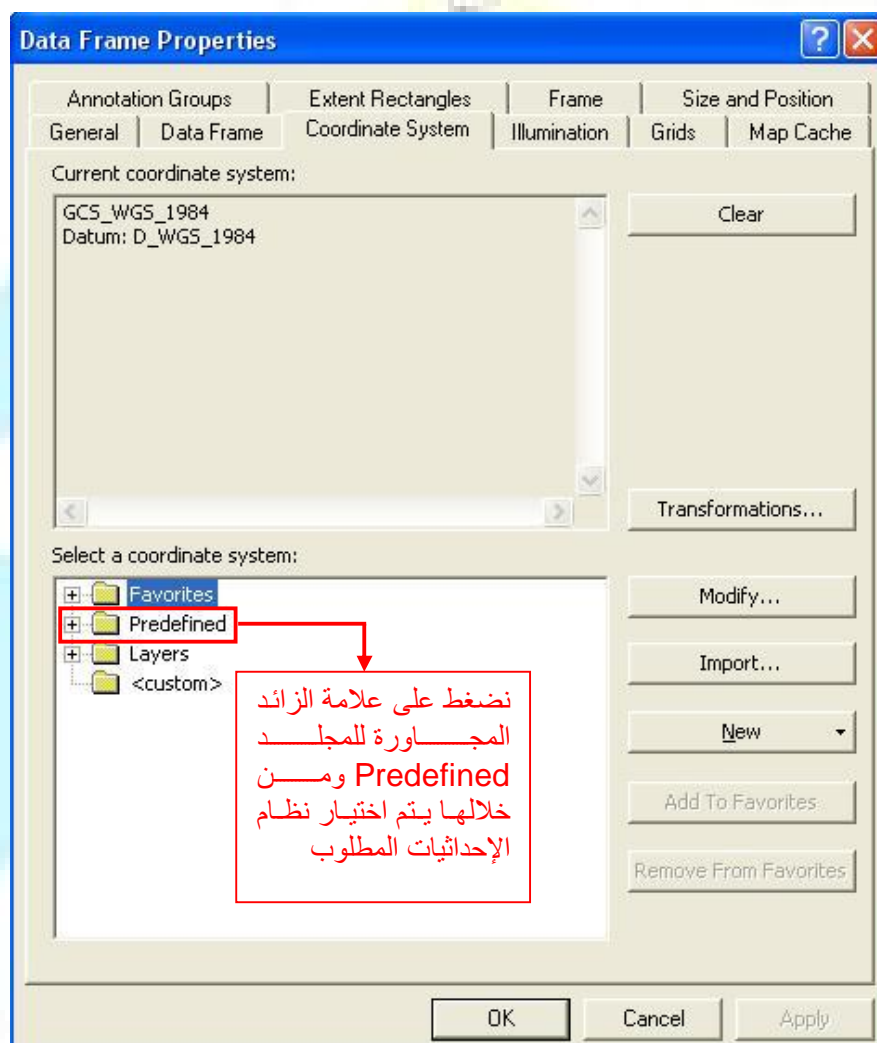 Data Frame Properties
Annotation Groups Extent Rectangles Frame Size and Position
General Data Frame Coordinate System Illumination Grids Map Cache
Current coordinate system:
GCS_WGS_1984
Datum: D_WGS_1984
Clear
Transformations...
Select a coordinate system:
Favorites
Predefined
Layers
<custom>
نضغط على علامة الزائد
المجاورة للمجلد
Predefined ومن
خلالها يتم اختيار نظام
الإحداثيات المطلوب
Modify...
Import...
New
Add To Favorites
Remove From Favorites
OK Cancel Apply